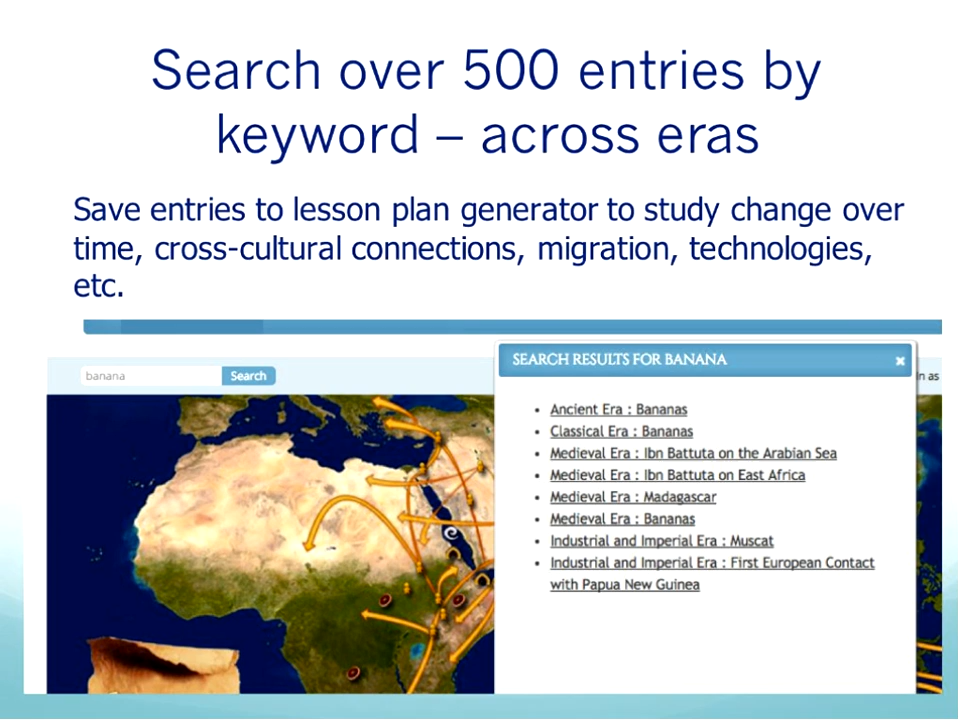 Search over 500 entries by
keyword – across eras
Save entries to lesson plan generator to study change over
time, cross-cultural connections, migration, technologies,
etc.
banana
Search
SEARCH RESULTS FOR BANANA
in as
• Ancient Era : Bananas
• Classical Era : Bananas
• Medieval Era : Ibn Battuta on the Arabian Sea
• Medieval Era : Ibn Battuta on East Africa
• Medieval Era : Madagascar
• Medieval Era : Bananas
• Industrial and Imperial Era : Muscat
• Industrial and Imperial Era : First European Contact
with Papua New Guinea